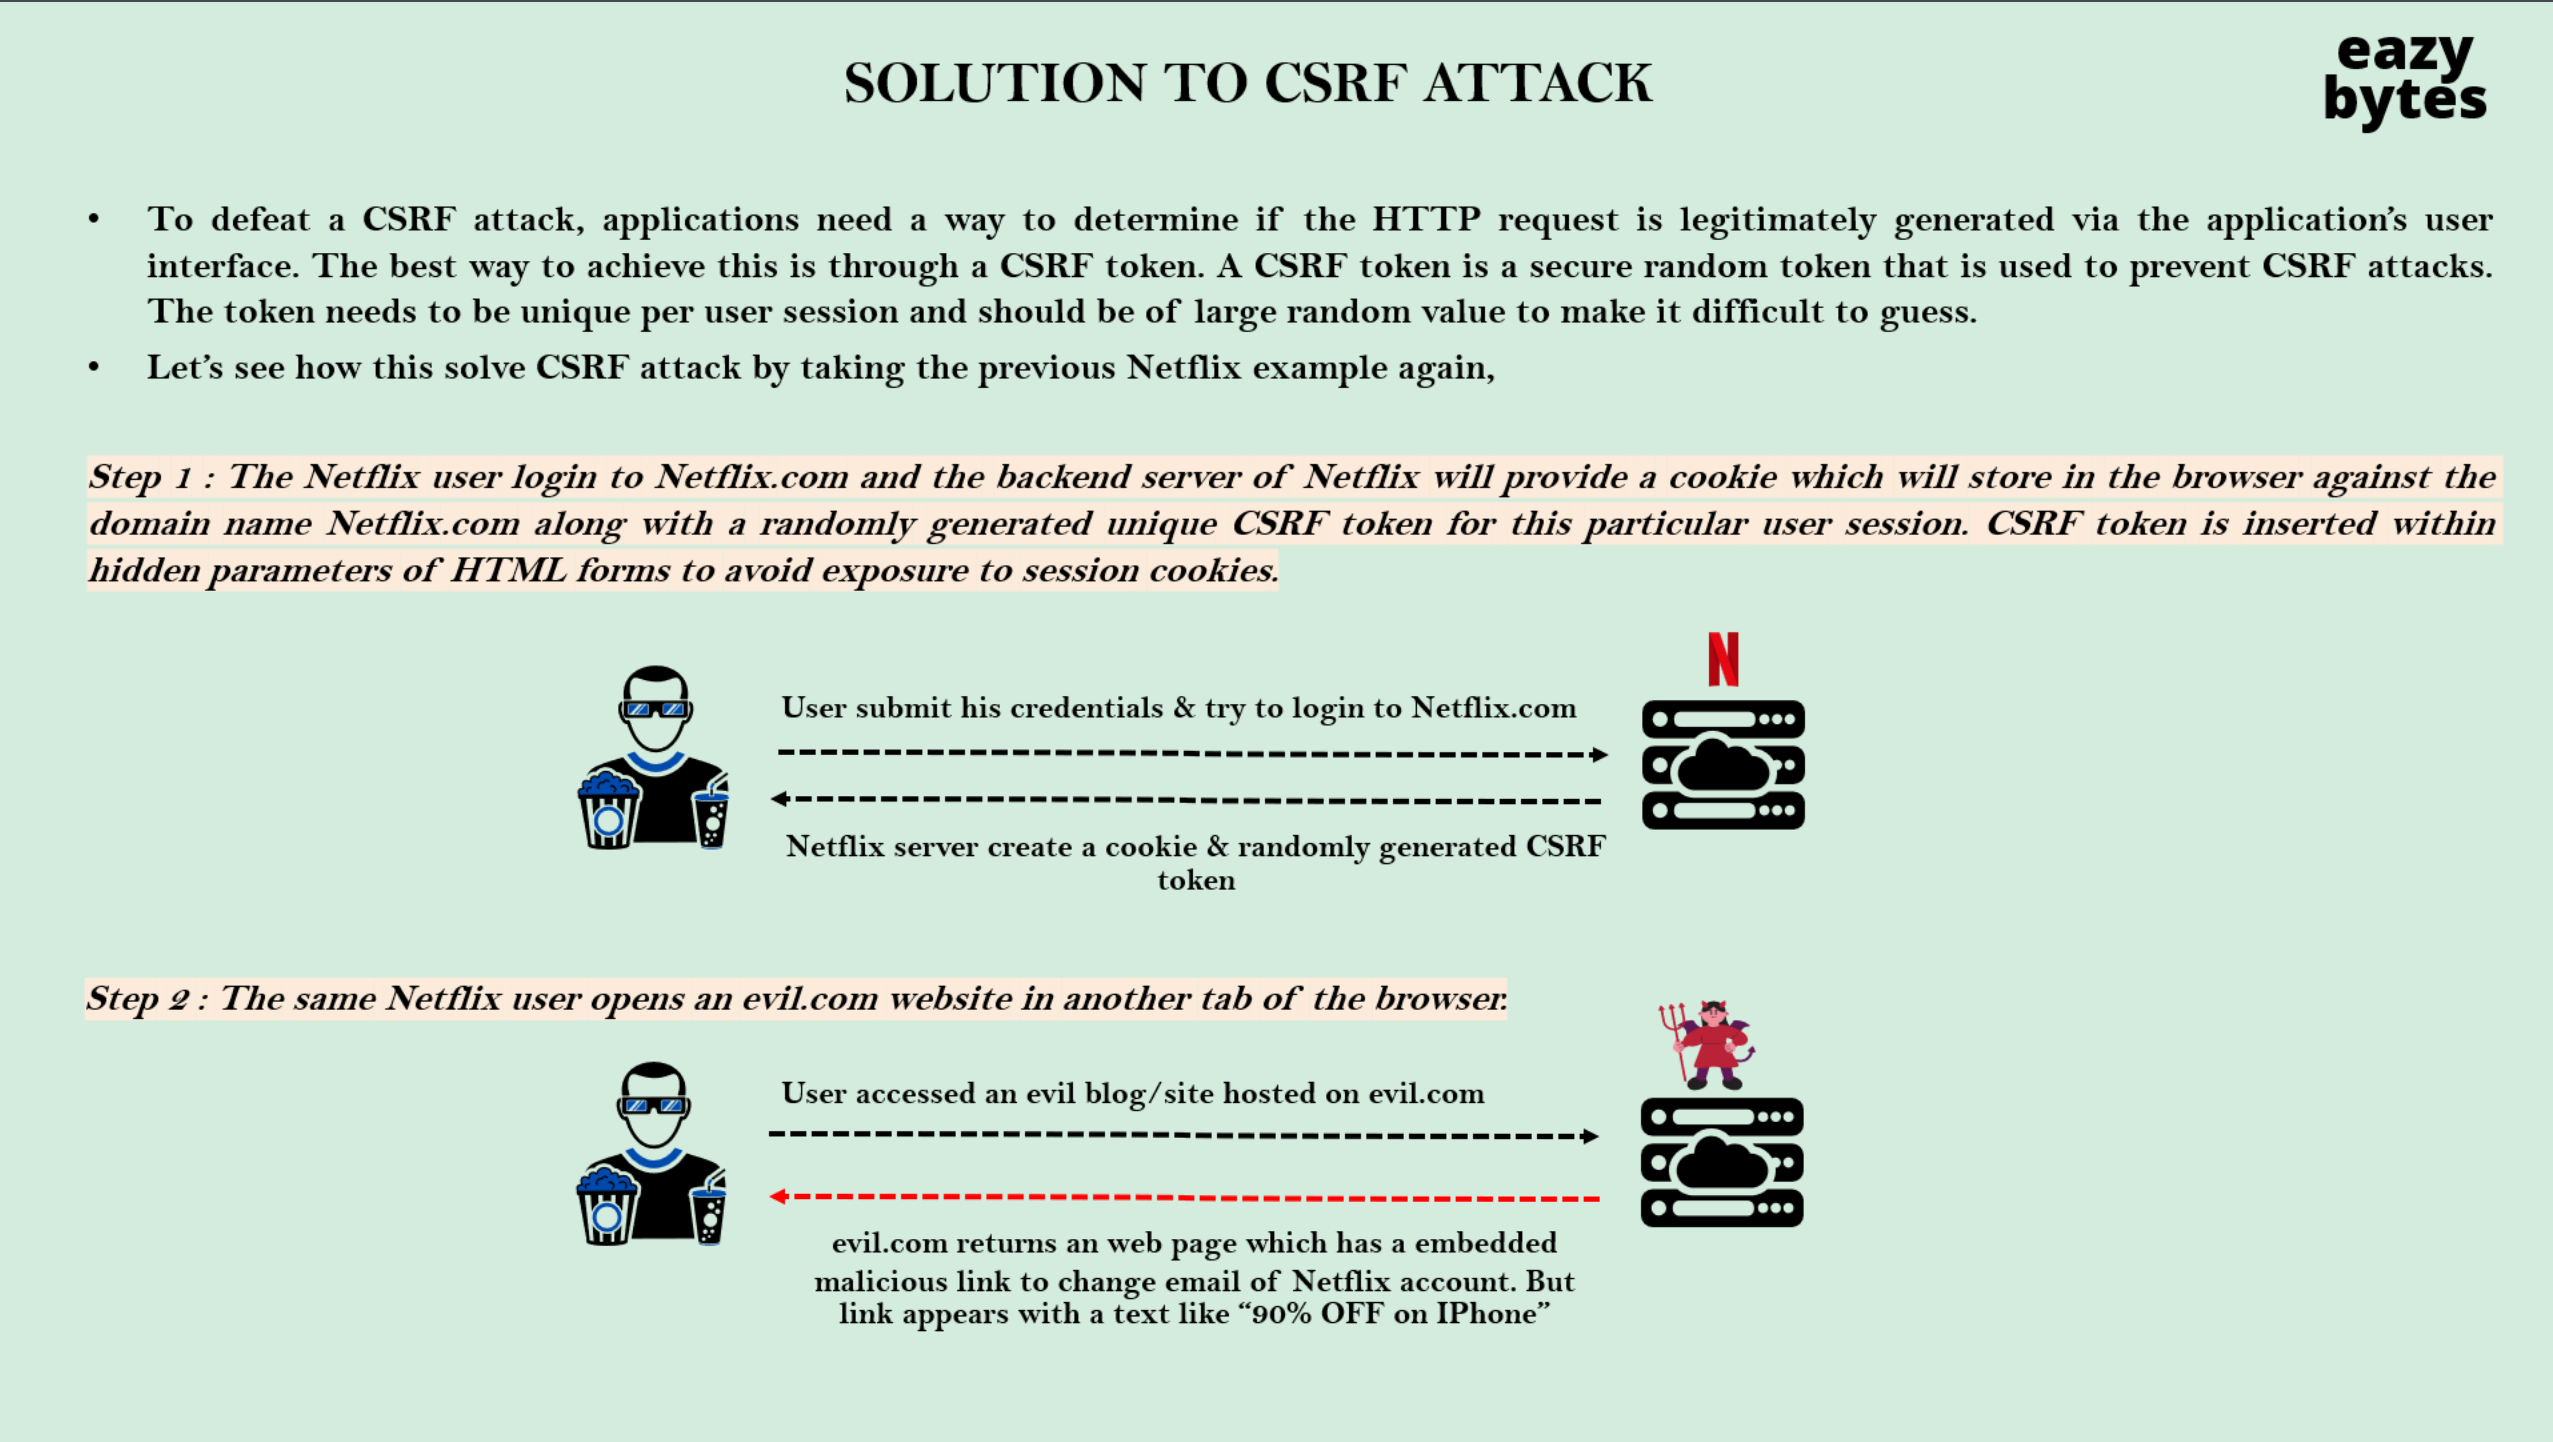 SOLUTION TO CSRF ATTACK
eazy
bytes
• To defeat a CSRF attack, applications need a way to determine if the HTTP request is legitimately generated via the application’s user
interface. The best way to achieve this is through a CSRF token. A CSRF token is a secure random token that is used to prevent CSRF attacks.
The token needs to be unique per user session and should be of large random value to make it difficult to guess.
• Let’s see how this solve CSRF attack by taking the previous Netflix example again,
Step 1 : The Netflix user login to Netflix.com and the backend server of Netflix will provide a cookie which will store in the browser against the
domain name Netflix.com along with a randomly generated unique CSRF token for this particular user session. CSRF token is inserted within
hidden parameters of HTML forms to avoid exposure to session cookies.
N
User submit his credentials & try to login to Netflix.com
Netflix server create a cookie & randomly generated CSRF
token
Step 2 : The same Netflix user opens an evil.com website in another tab of the browser.
User accessed an evil blog/site hosted on evil.com
evil.com returns an web page which has a embedded
malicious link to change email of Netflix account. But
link appears with a text like “90% OFF on IPhone”